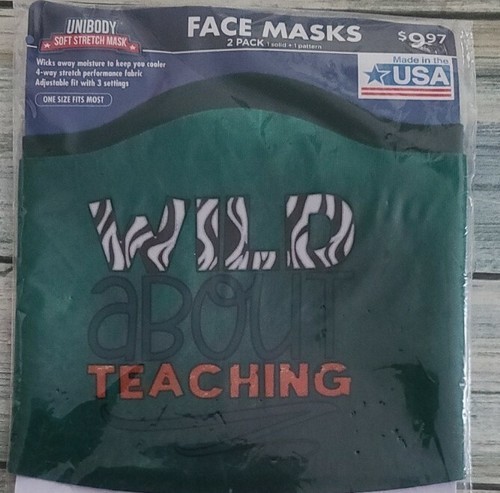 UNIBODY
SOFT STRETCH MASK
FACE MASKS
2 PACK 1 solid + 1 pattern
$9.97
Wicks away moisture to keep you cooler
4-way stretch performance fabric
Adjustable fit with 3 settings
ONE SIZE FITS MOST
Made in the
USA
WILD
aBOUT
TEACHING